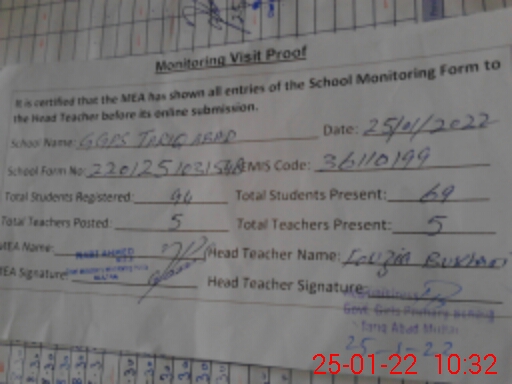 Monitoring Visit Proof
It is certified that the MEA has shown all entries of the School Monitoring Form to
the Head Teacher before its online submission.
School Name: GGPS TARIQ ABAD Date: 25/01/2022
School Form No: EMIS Code: 36110199
Total Students Registered: Total Students Present: 69
Total Teachers Posted: 5 Total Teachers Present: 5
MEA Name: Head Teacher Name: Fouzia Bukhari
MEA Signature: Head Teacher Signature:
Govt. Girls Primary School
Tariq Abad Multan
25-1-22
25-01-22 10:32